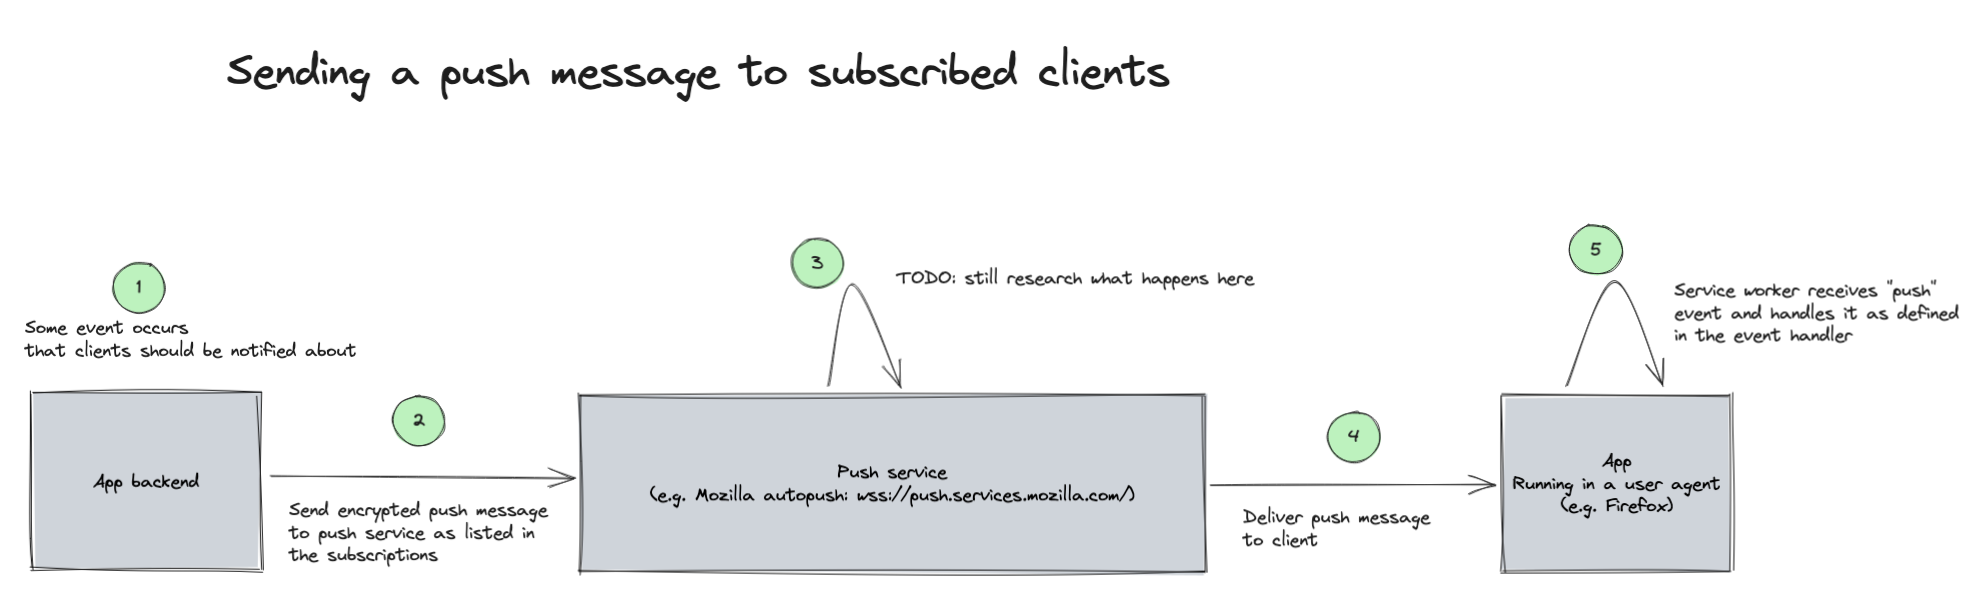 Sending a push message to subscribed clients
1
Some event occurs
that clients should be notified about
App backend
2
Send encrypted push message
to push service as listed in
the subscriptions
3
TODO: still research what happens here
Push service
(e.g. Mozilla autopush: wss://push.services.mozilla.com/)
4
Deliver push message
to client
5
Service worker receives "push"
event and handles it as defined
in the event handler
App
Running in a user agent
(e.g. Firefox)